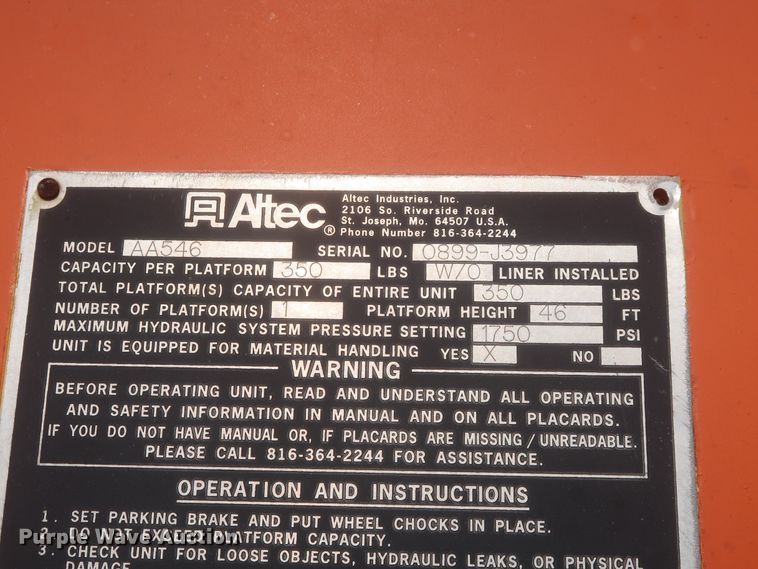 Altec ®
Altec Industries, Inc.
2106 So. Riverside Road
St. Joseph, Mo. 64507 U.S.A.
Phone Number 816-364-2244
MODEL AA546 SERIAL NO. 0899-J3977
CAPACITY PER PLATFORM 350 LBS W/O LINER INSTALLED
TOTAL PLATFORM(S) CAPACITY OF ENTIRE UNIT 350 LBS
NUMBER OF PLATFORM(S) 1 PLATFORM HEIGHT 46 FT
MAXIMUM HYDRAULIC SYSTEM PRESSURE SETTING 1750 PSI
UNIT IS EQUIPPED FOR MATERIAL HANDLING YES X NO
WARNING
BEFORE OPERATING UNIT, READ AND UNDERSTAND ALL OPERATING
AND SAFETY INFORMATION IN MANUAL AND ON ALL PLACARDS.
IF YOU DO NOT HAVE MANUAL OR, IF PLACARDS ARE MISSING/UNREADABLE.
PLEASE CALL 816-364-2244 FOR ASSISTANCE.
OPERATION AND INSTRUCTIONS
1. SET PARKING BRAKE AND PUT WHEEL CHOCKS IN PLACE.
2. DO NOT EXCEED PLATFORM CAPACITY.
3. CHECK UNIT FOR LOOSE OBJECTS, HYDRAULIC LEAKS, OR PHYSICAL
DAMAGE
Purple Wave Auction